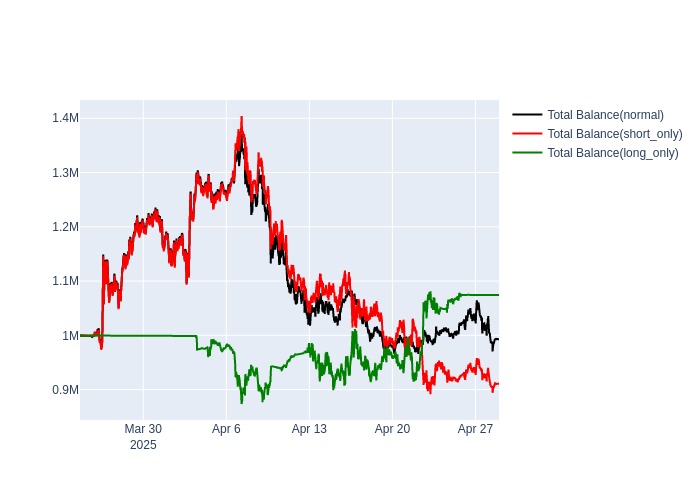 1.4M
1.3M
1.2M
1.1M
1M
0.9M
Mar 30
2025
Apr 6
Apr 13
Apr 20
Apr 27
Total Balance(normal)
Total Balance(short_only)
Total Balance(long_only)